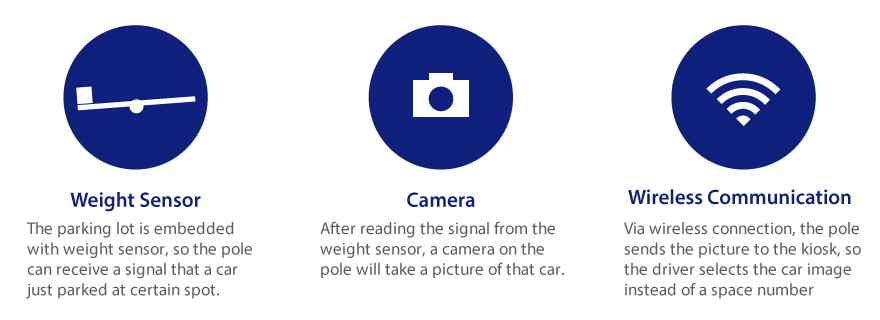 Weight Sensor
The parking lot is embedded
with weight sensor, so the pole
can receive a signal that a car
just parked at certain spot.
Camera
After reading the signal from the
weight sensor, a camera on the
pole will take a picture of that car.
Wireless Communication
Via wireless connection, the pole
sends the picture to the kiosk, so
the driver selects the car image
instead of a space number